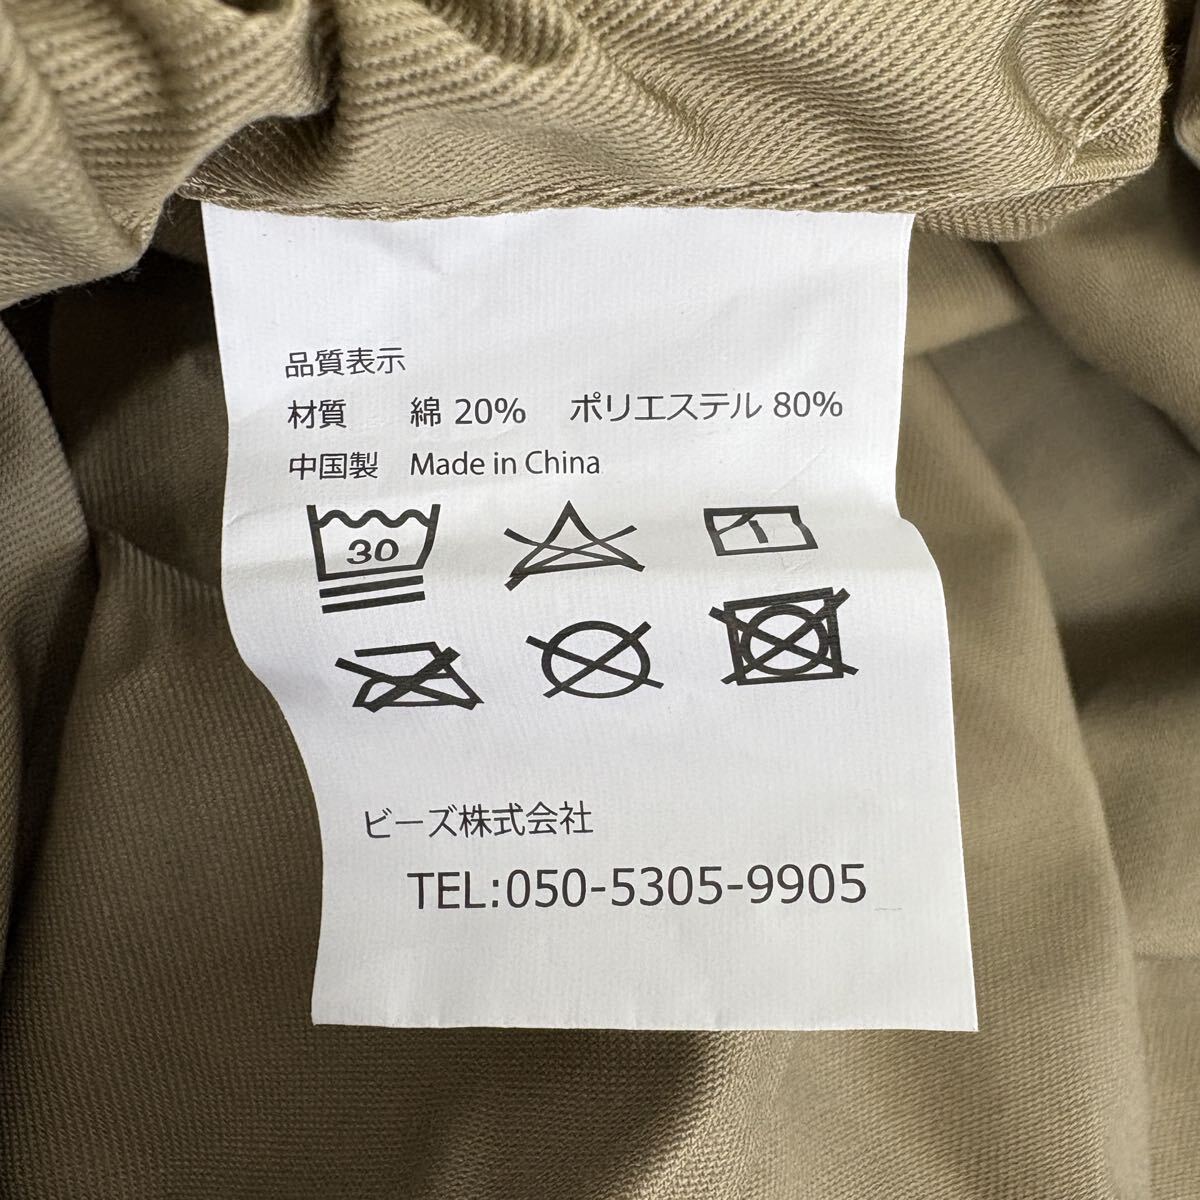 品質表示
材質 綿 20% ポリエステル 80%
中国製 Made in China
30
ビーズ株式会社
TEL:050-5305-9905